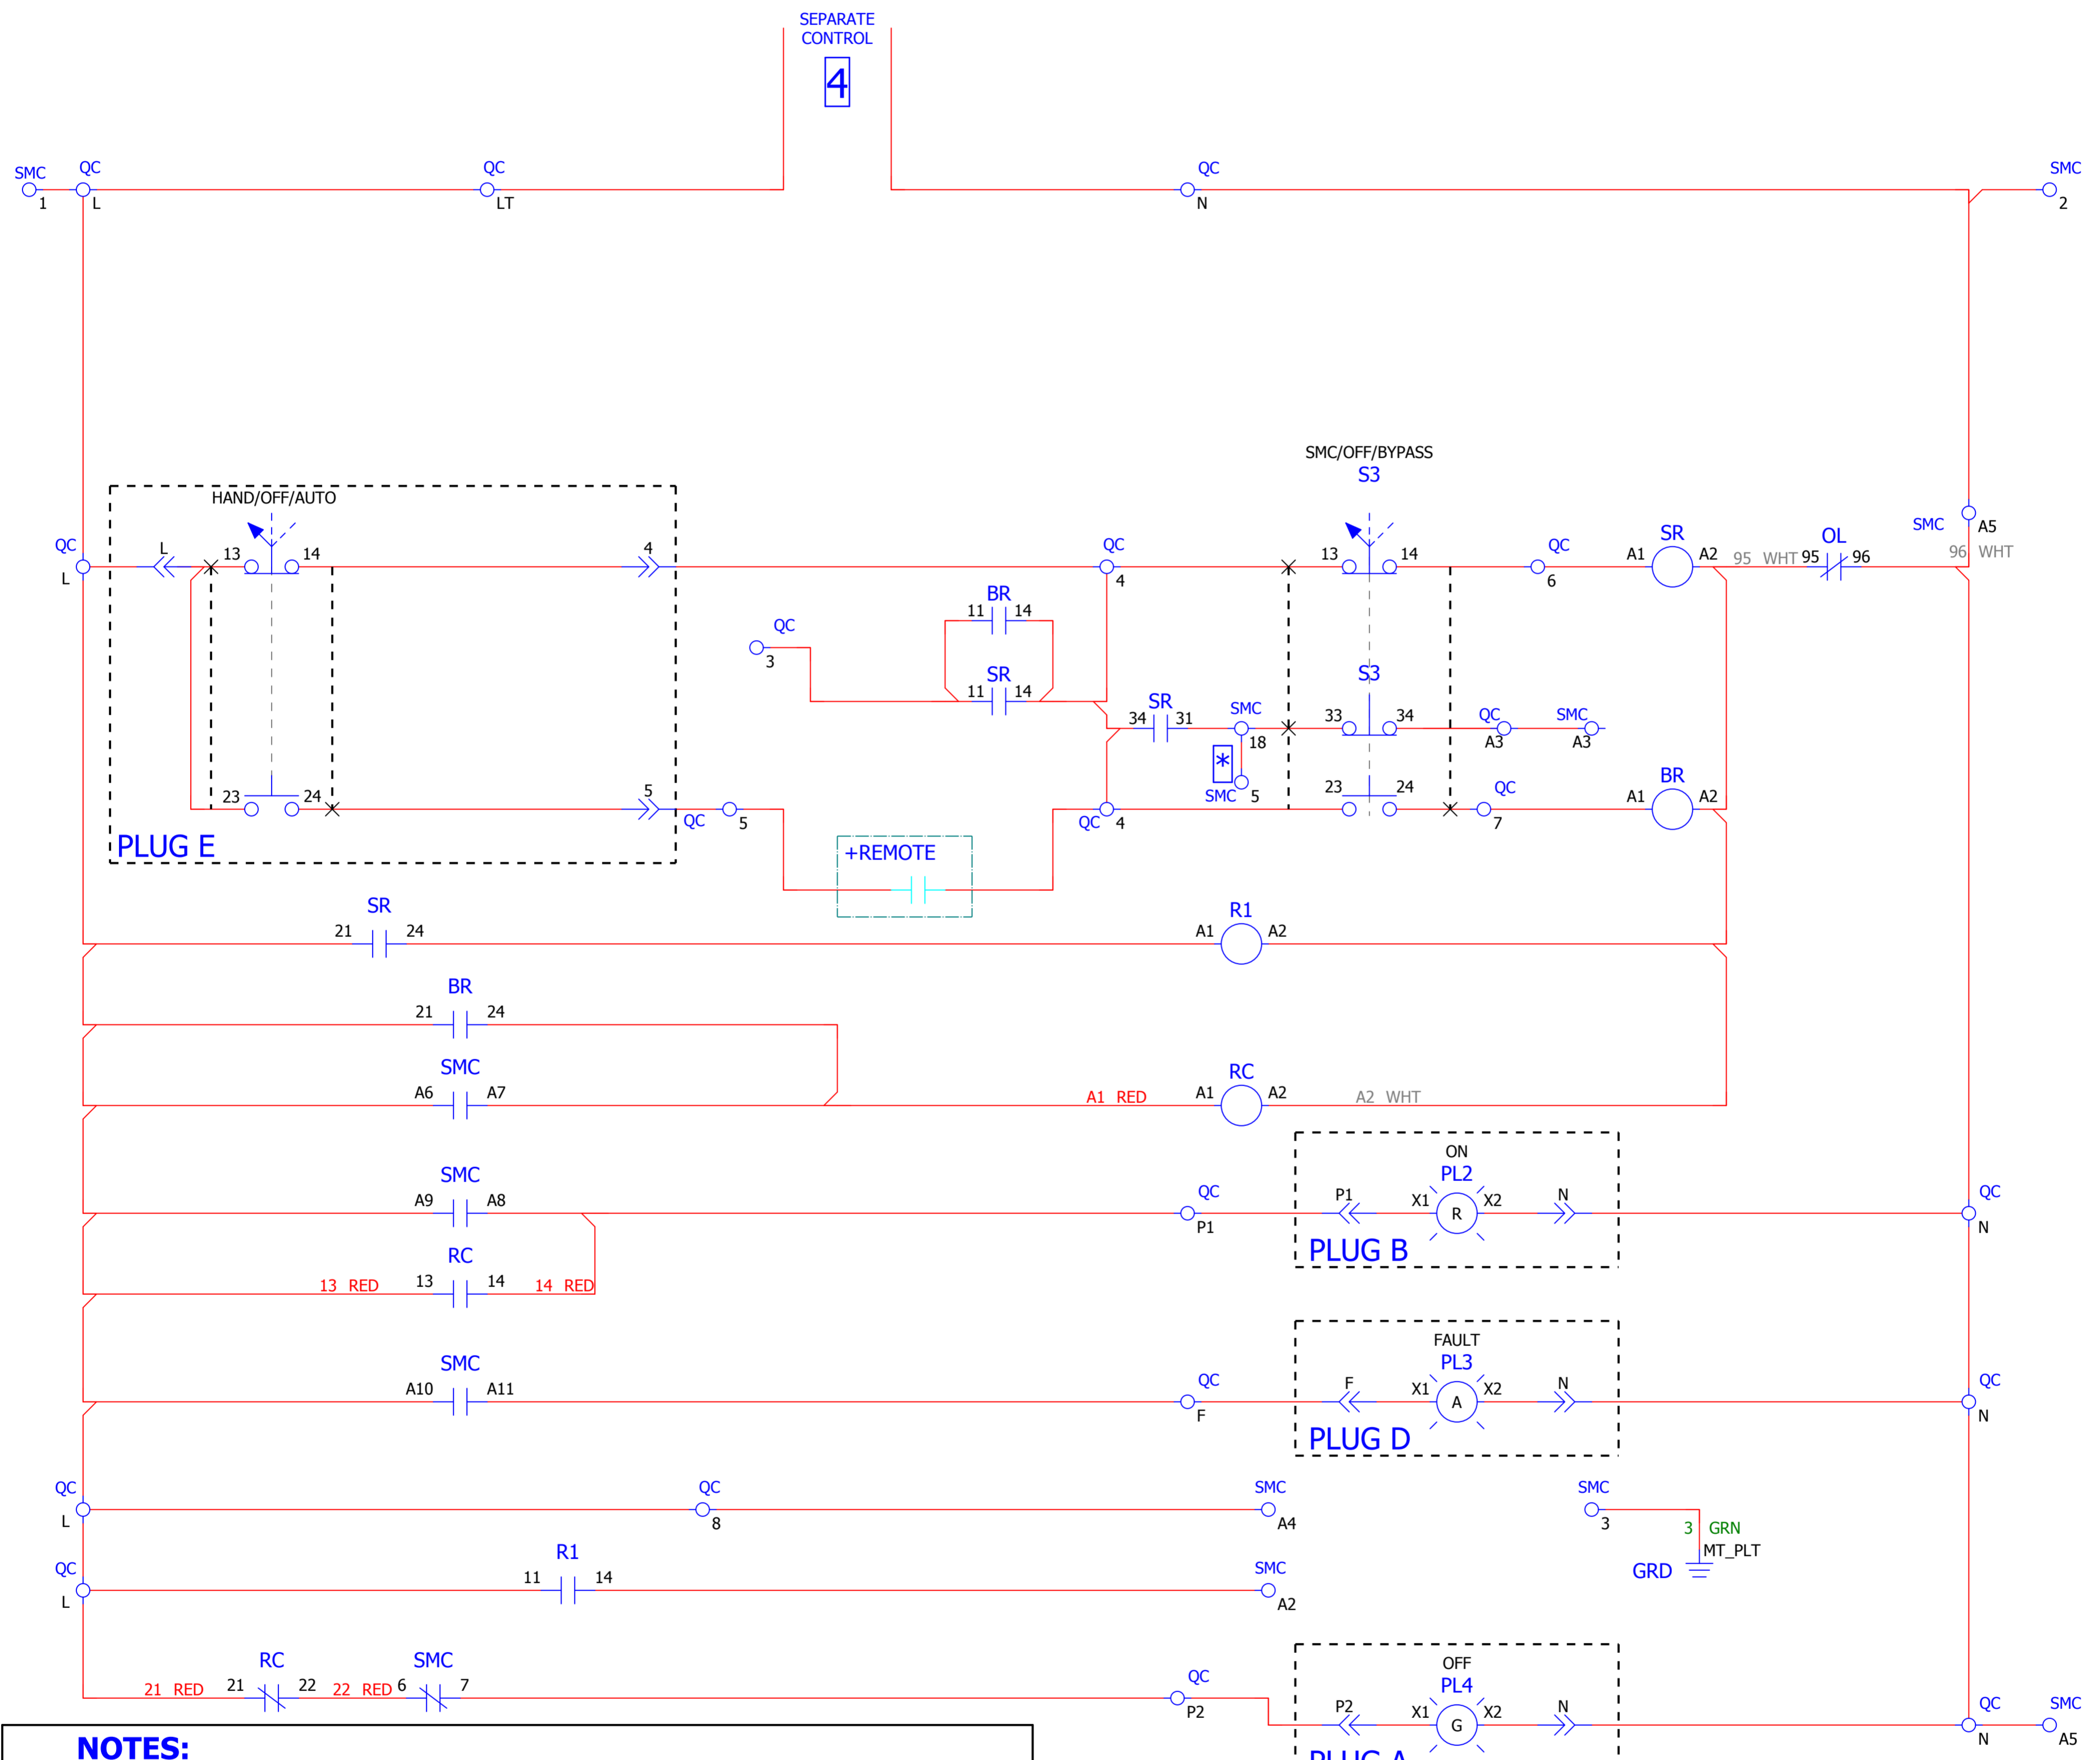 SEPARATE
CONTROL
4
SMC
1
QC
L
QC
LT
QC
N
SMC
2
SMC/OFF/BYPASS
S3
HAND/OFF/AUTO
QC
L
L
13
14
4
QC
4
13
14
QC
6
SR
A1
A2
95 WHT
95
OL
96
SMC
A5
96 WHT
BR
11
14
QC
3
SR
11
14
SR
34
31
SMC
18
S3
33
34
QC
A3
SMC
A3
*
SMC
5
23
24
5
PLUG E
QC
5
QC
4
23
24
QC
7
BR
A1
A2
+REMOTE
SR
21
24
R1
A1
A2
BR
21
24
SMC
A6
A7
A1 RED
RC
A1
A2
A2 WHT
SMC
A9
A8
QC
P1
ON
PL2
P1
X1
R
X2
N
PLUG B
QC
N
RC
13 RED
13
14
14 RED
SMC
A10
A11
QC
F
FAULT
PL3
F
X1
A
X2
N
PLUG D
QC
N
QC
L
QC
8
SMC
A4
SMC
3
3 GRN
MT_PLT
GRD
QC
L
R1
11
14
SMC
A2
RC
21 RED
21
22
22 RED
SMC
6
7
QC
P2
OFF
PL4
P2
X1
G
X2
N
PLUG A
QC
N
SMC
A5
NOTES: